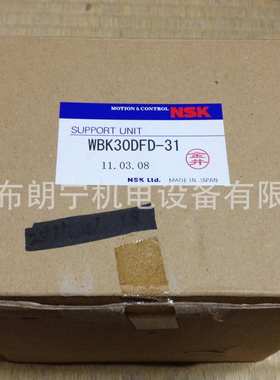 MOTION & CONTROL NSK
SUPPORT UNIT
WBK30DFD-31
11.03.08
NSK Ltd. MADE IN JAPAN
布朗宁机电设备有限